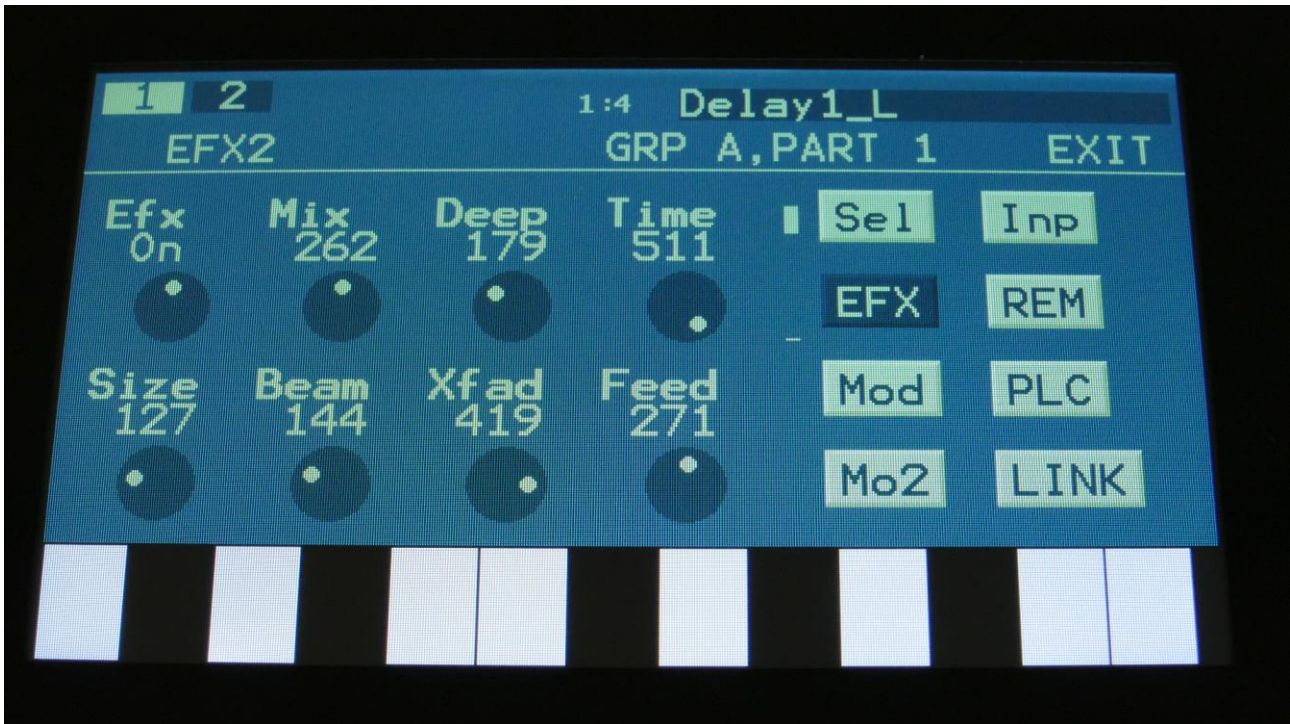 1 2 1:4 Delay1_L
EFX2 GRP A,PART 1 EXIT
Efx Mix Deep Time Sel Inp
On 262 179 511
EFX REM
Size Beam Xfad Feed Mod PLC
127 144 419 271
Mo2 LINK